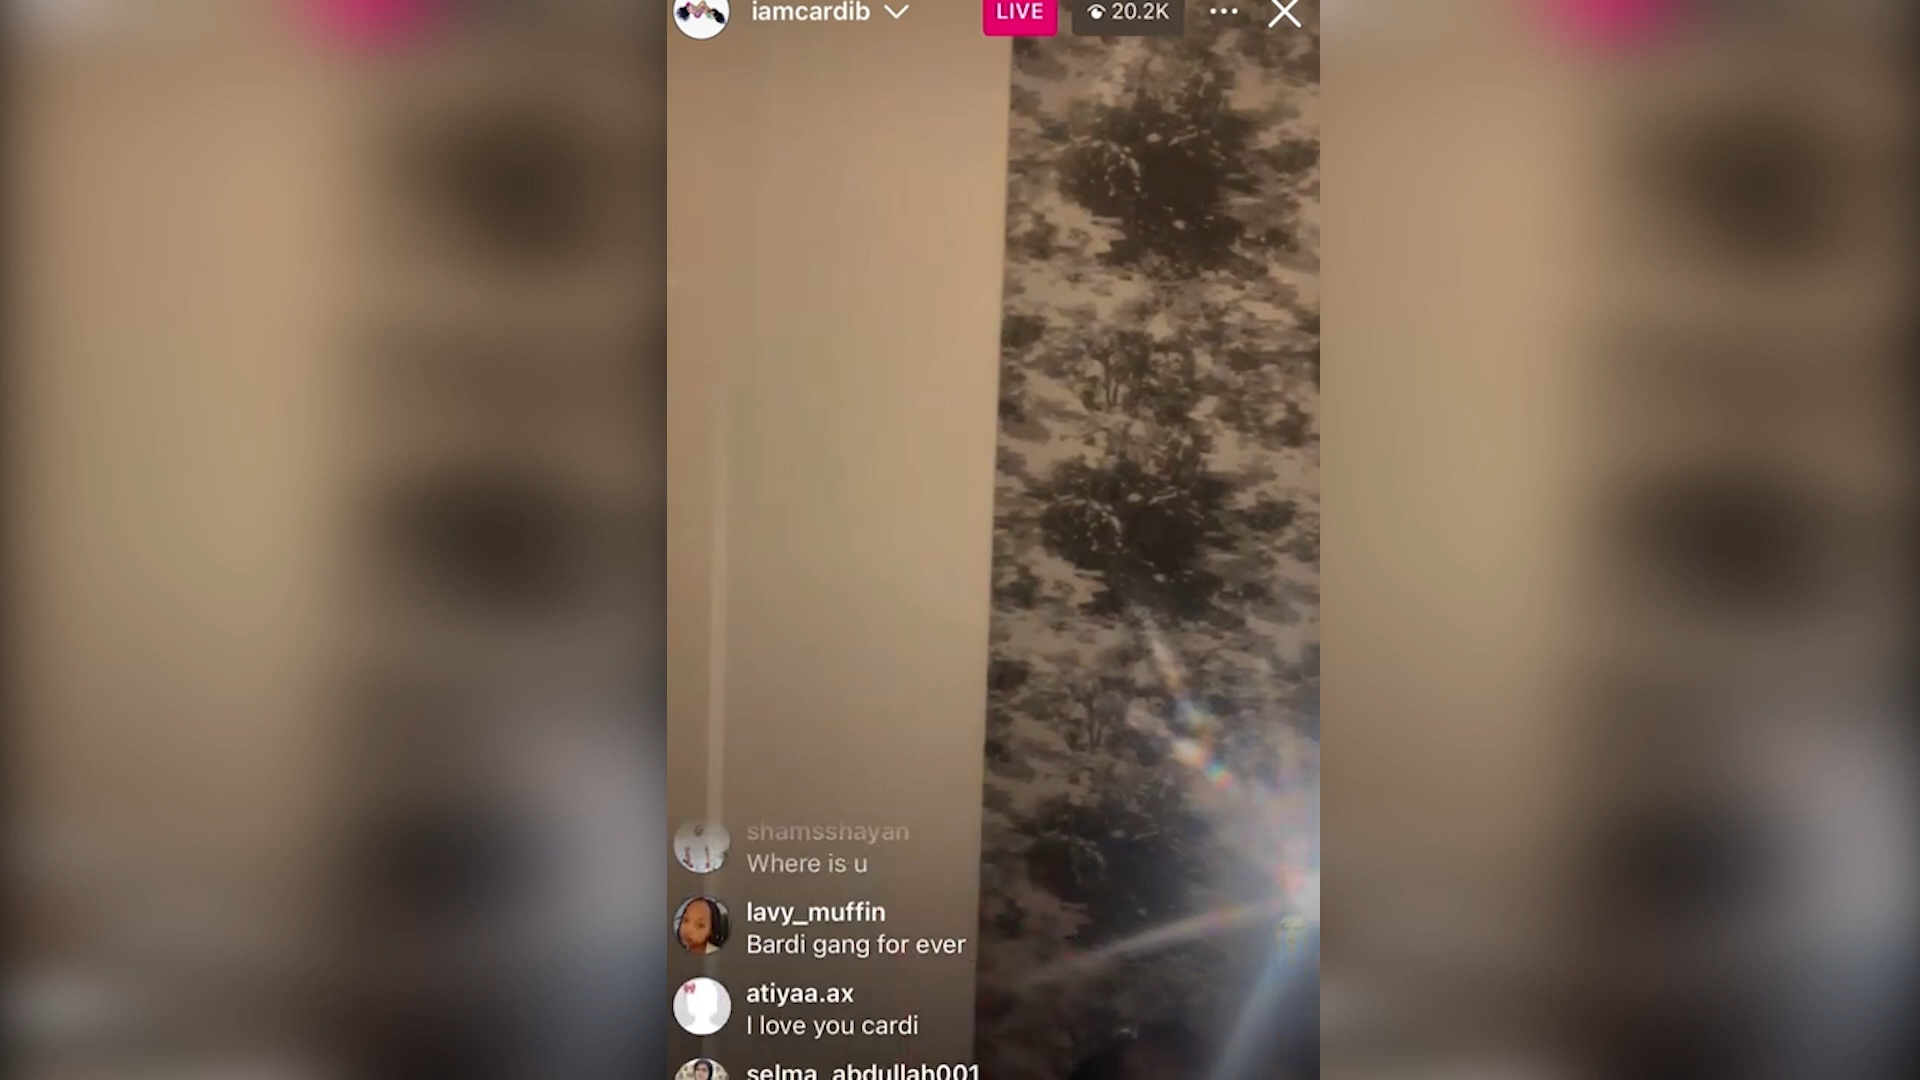 iamcardib
LIVE
20.2K
shamsshayan
Where is u
lavy_muffin
Bardi gang for ever
atiyaa.ax
I love you cardi
selma_abdullah001